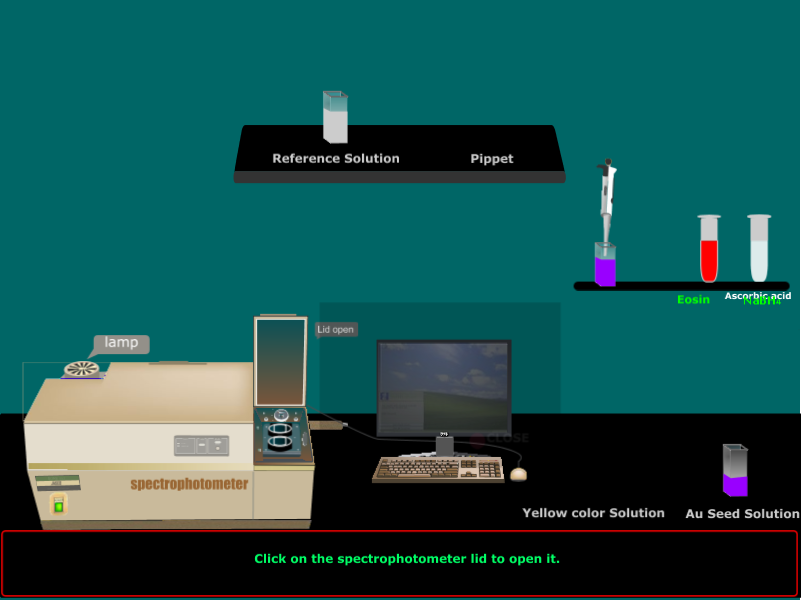 Reference Solution
Pippet
Ascorbic acid
Eosin
Lid open
lamp
CLOSE
spectrophotometer
Yellow color Solution
Au Seed Solution
Click on the spectrophotometer lid to open it.